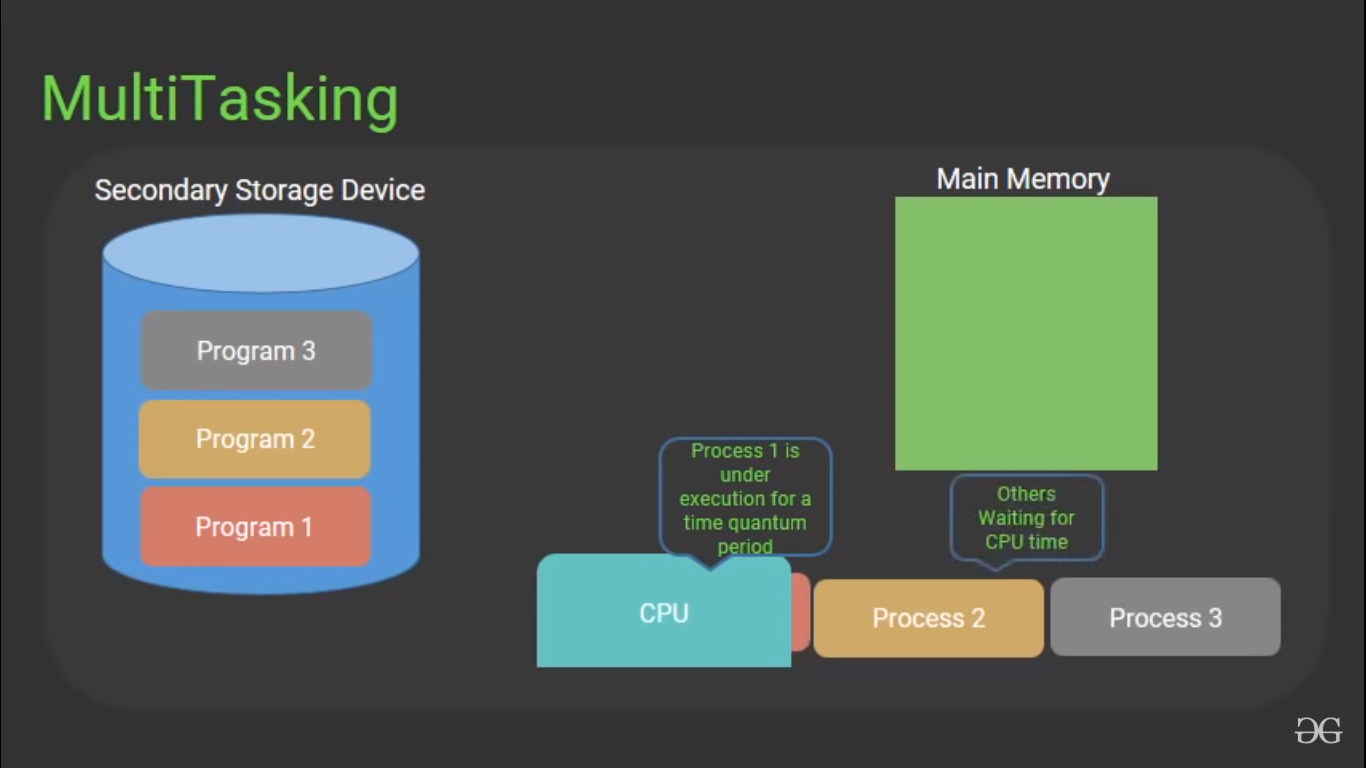 MultiTasking
Secondary Storage Device
Program 3
Program 2
Program 1
Main Memory
Process 1 is
under
execution for a
time quantum
period
Others
Waiting for
CPU time
CPU
Process 2
Process 3